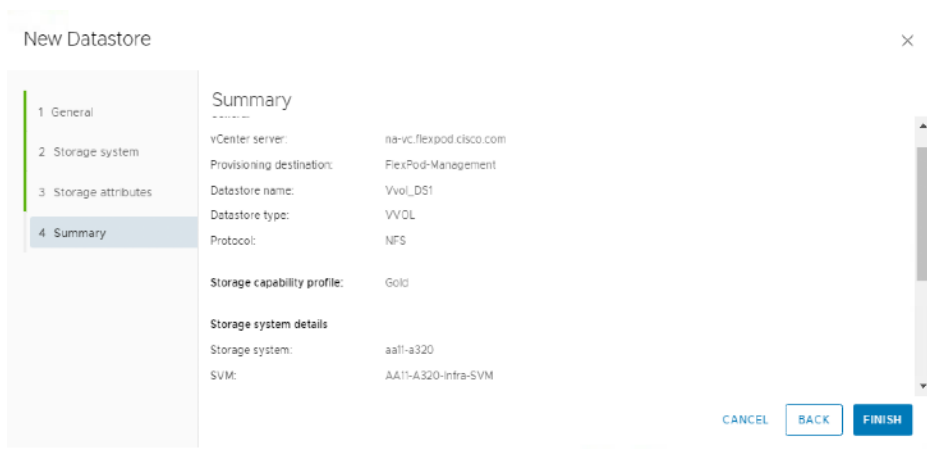 New Datastore
1 General
2 Storage system
3 Storage attributes
4 Summary
Summary
General
vCenter server: na-vc.flexpod.cisco.com
Provisioning destination: FlexPod-Management
Datastore name: Vvol_DS1
Datastore type: VVOL
Protocol: NFS
Storage capability profile: Gold
Storage system details
Storage system: aa11-a320
SVM: AA11-A320-Infra-SVM
CANCEL BACK FINISH